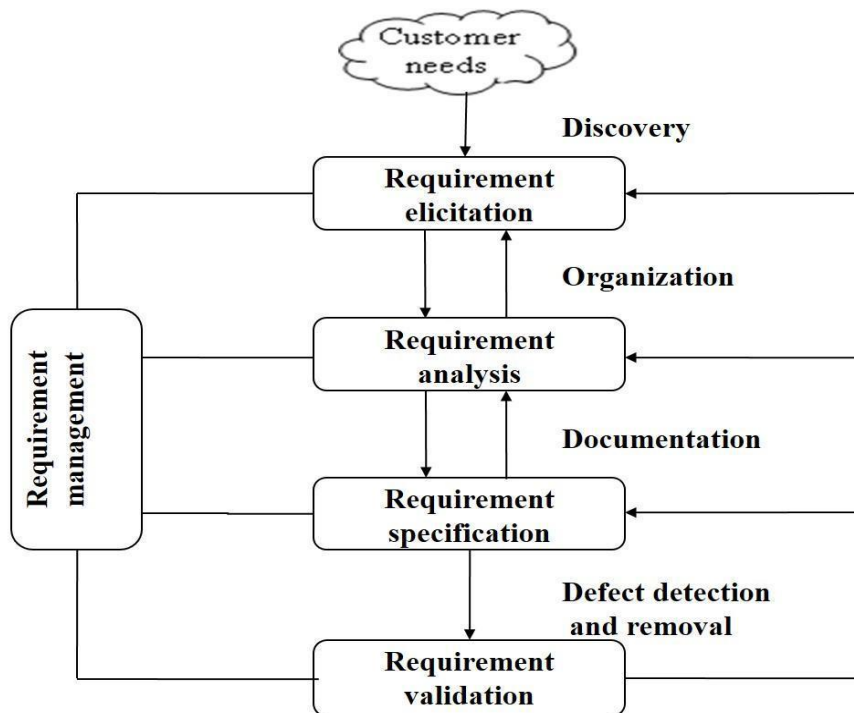 Customer
needs
Discovery
Requirement
elicitation
Organization
Requirement
analysis
Requirement
management
Documentation
Requirement
specification
Defect detection
and removal
Requirement
validation